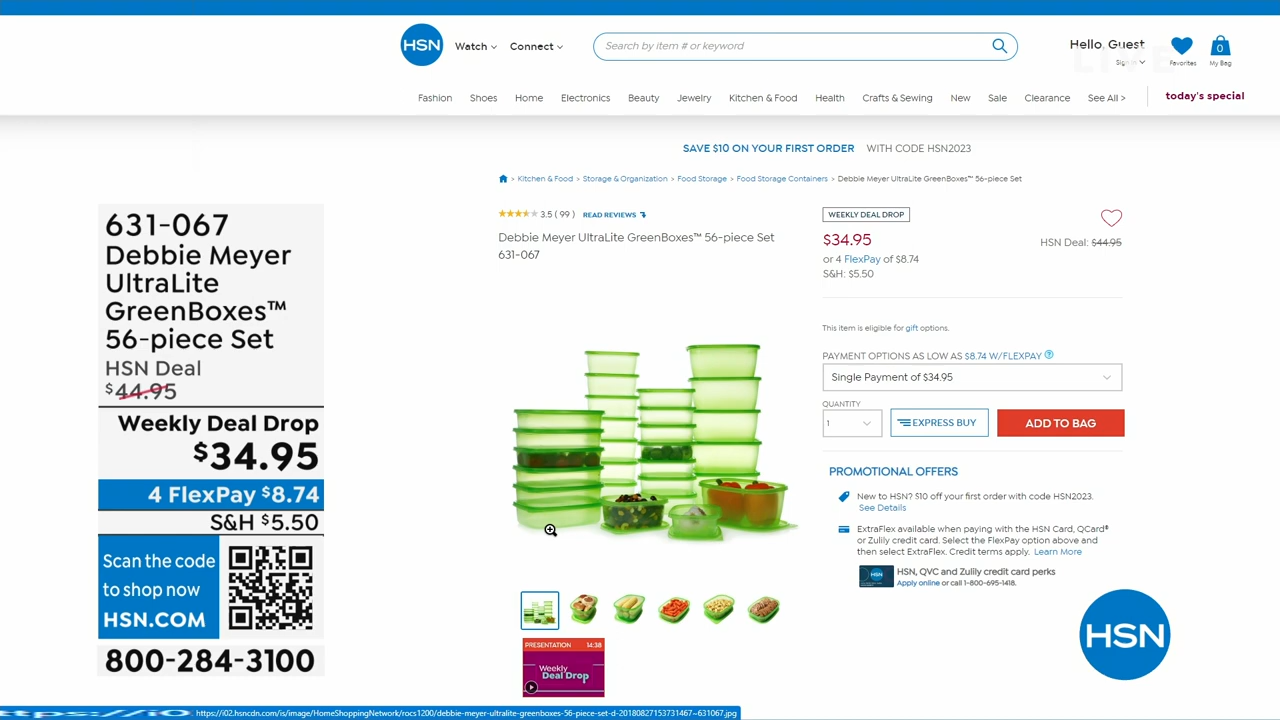 HSN
Watch
Connect
Search by item # or keyword
Hello, Guest
Sign In
Favorites
0
My Bag
LIVE
Fashion
Shoes
Home
Electronics
Beauty
Jewelry
Kitchen & Food
Health
Crafts & Sewing
New
Sale
Clearance
See All >
today's special
SAVE $10 ON YOUR FIRST ORDER WITH CODE HSN2023
> Kitchen & Food > Storage & Organization > Food Storage > Food Storage Containers > Debbie Meyer UltraLite GreenBoxes™ 56-piece Set
631-067
Debbie Meyer
UltraLite
GreenBoxes™
56-piece Set
HSN Deal
$44.95
Weekly Deal Drop
$34.95
4 FlexPay $8.74
S&H $5.50
Scan the code
to shop now
HSN.COM
800-284-3100
3.5 ( 99 ) READ REVIEWS
Debbie Meyer UltraLite GreenBoxes™ 56-piece Set
631-067
PRESENTATION 14:38
Weekly
Deal Drop
WEEKLY DEAL DROP
$34.95
HSN Deal: $44.95
or 4 FlexPay of $8.74
S&H: $5.50
This item is eligible for gift options.
PAYMENT OPTIONS AS LOW AS $8.74 W/FLEXPAY ?
Single Payment of $34.95
QUANTITY
1
EXPRESS BUY
ADD TO BAG
PROMOTIONAL OFFERS
New to HSN? $10 off your first order with code HSN2023.
See Details
ExtraFlex available when paying with the HSN Card, QCard®
or Zulily credit card. Select the FlexPay option above and
then select ExtraFlex. Credit terms apply. Learn More
HSN
HSN, QVC and Zulily credit card perks
Apply online or call 1-800-695-1418.
HSN
https://i02.hsncdn.com/is/image/HomeShoppingNetwork/rocs1200/debbie-meyer-ultralite-greenboxes-56-piece-set-d-20180827153731467~631067.jpg